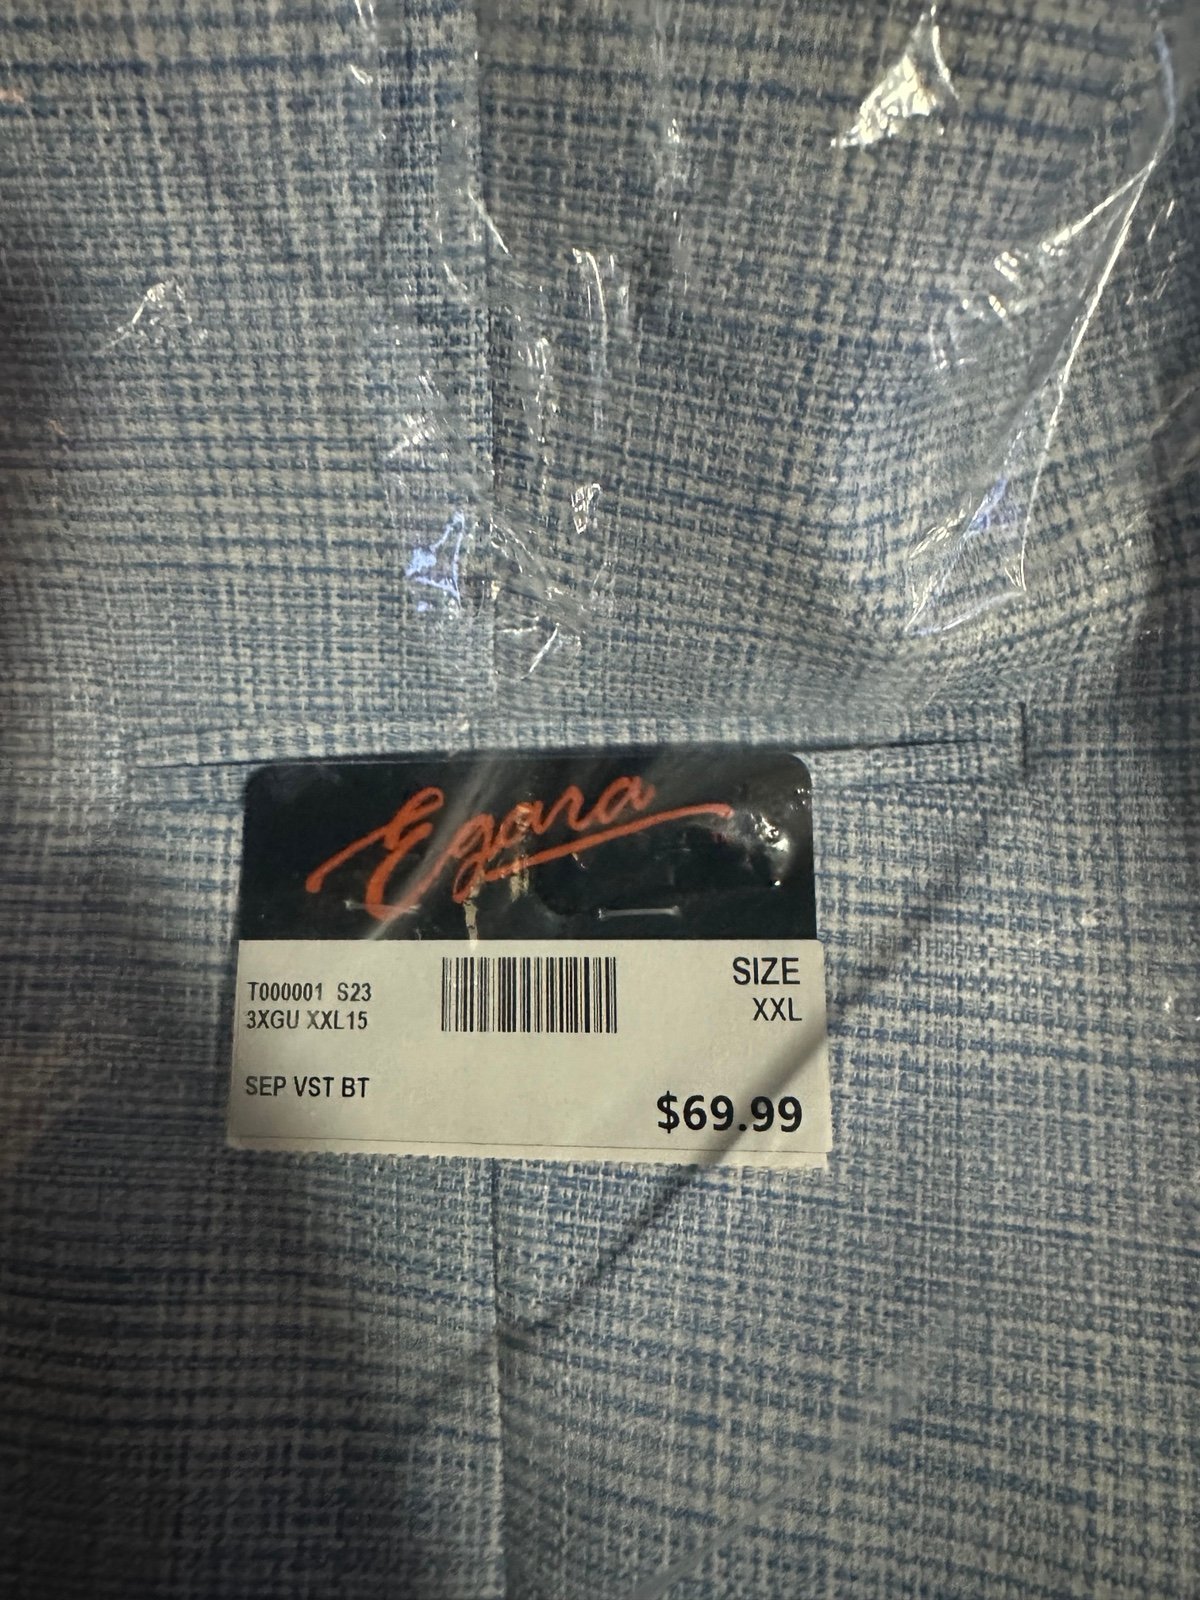 Egara
T000001 S23
3XGU XXL15
SIZE
XXL
SEP VST BT
$69.99